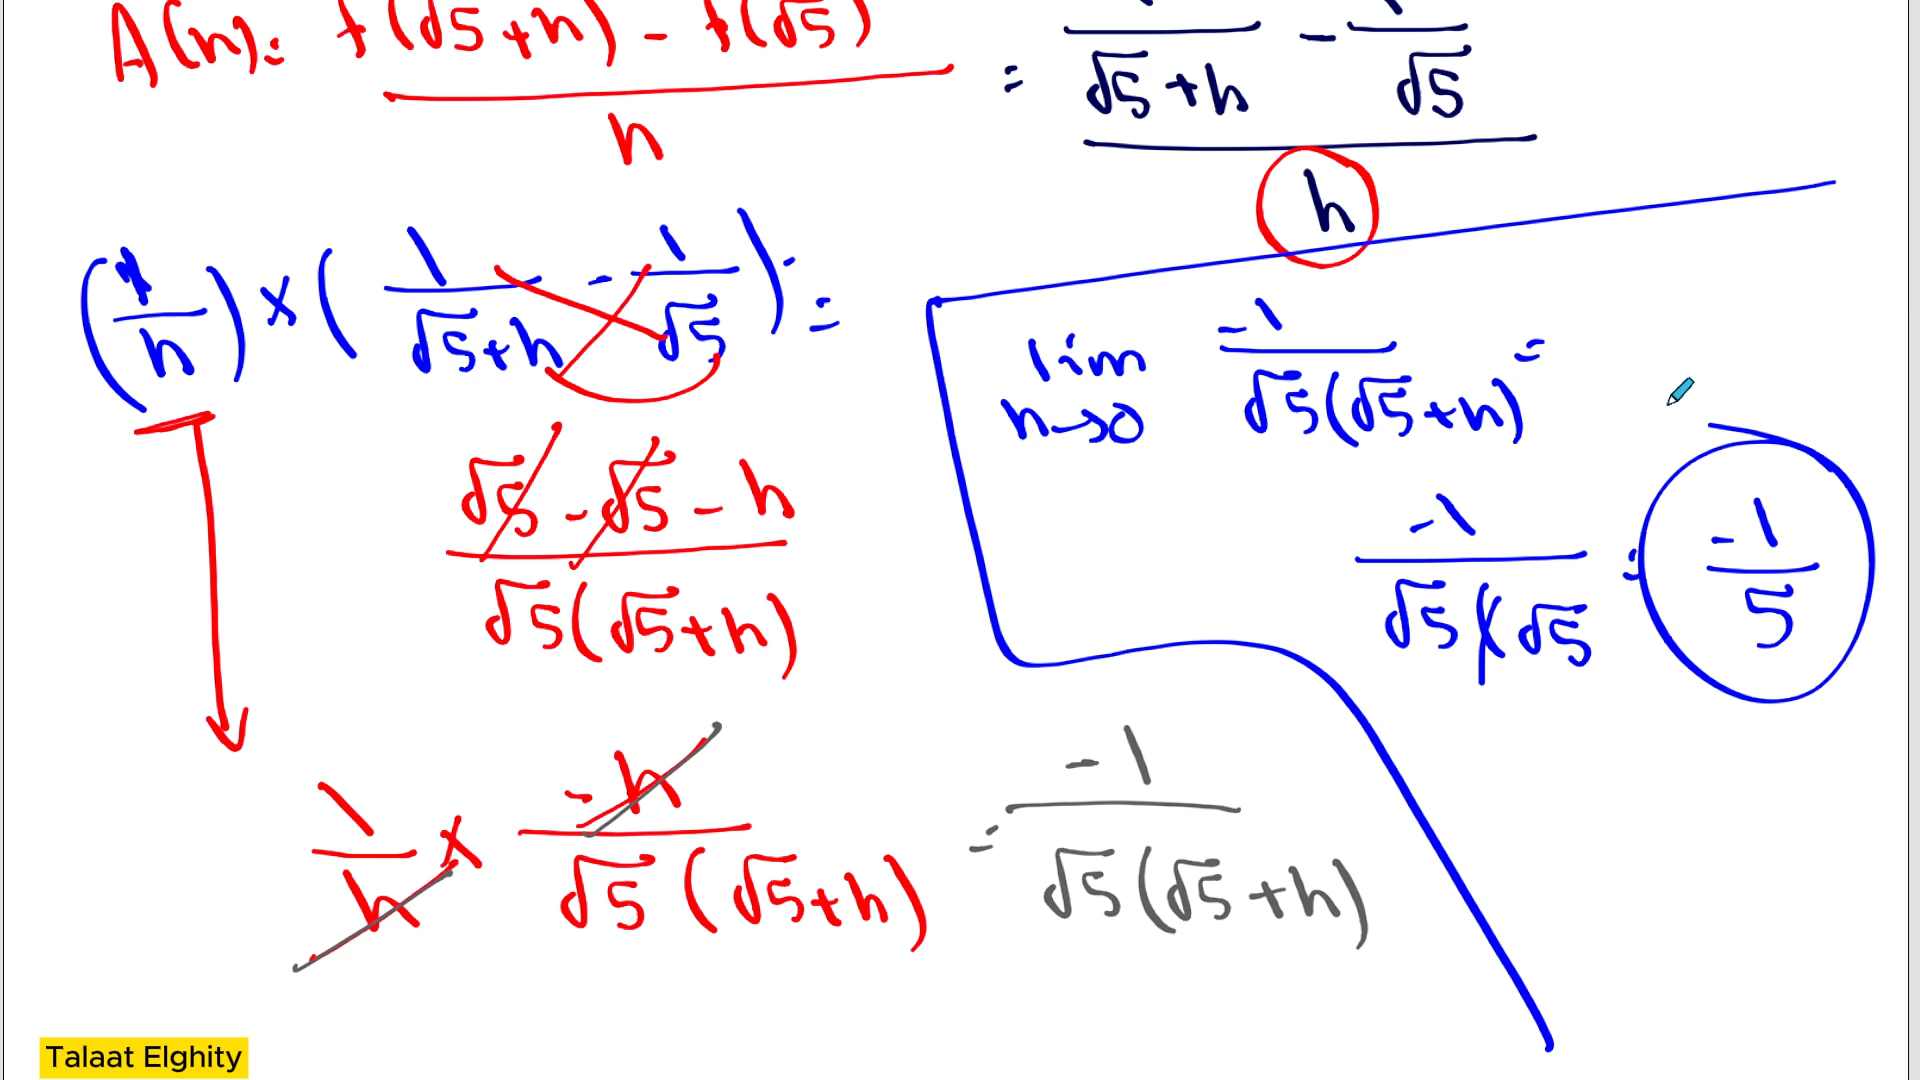 A(h) = f(√5+h) - f(√5) / h = 1/(√5+h) - 1/√5 / h
(1/h) × (1/(√5+h) - 1/√5) =
√5 - √5 - h / √5(√5+h)
1/h × -h / √5(√5+h) = -1 / √5(√5+h)
lim h→0 -1 / √5(√5+h) =
-1 / √5(√5 = -1/5
Talaat Elghity